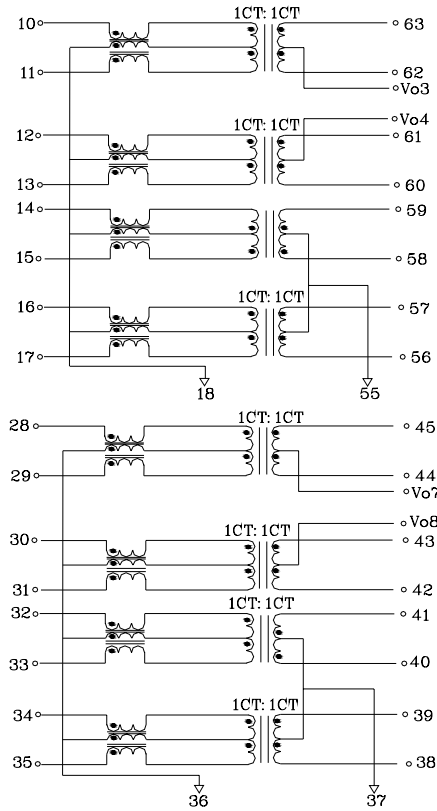 1CT: 1CT
10 63
11 62
Vo3
1CT: 1CT
Vo4
12 61
13 60
14 59
15 58
1CT: 1CT
16 57
17 56
18 55
1CT: 1CT
28 45
29 44
Vo7
Vo8
1CT: 1CT
30 43
31 42
1CT: 1CT
32 41
33 40
1CT: 1CT
34 39
35 38
36 37